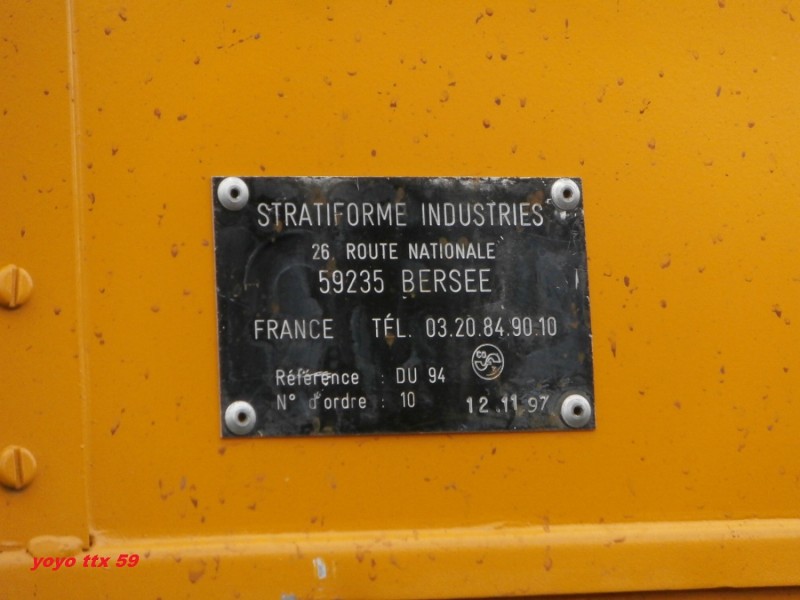 STRATIFORME INDUSTRIES
26, ROUTE NATIONALE
59235 BERSEE
FRANCE TÉL. 03.20.84.90.10
Référence : DU 94
N° d'ordre : 10 12.11.97
yoyo ttx 59